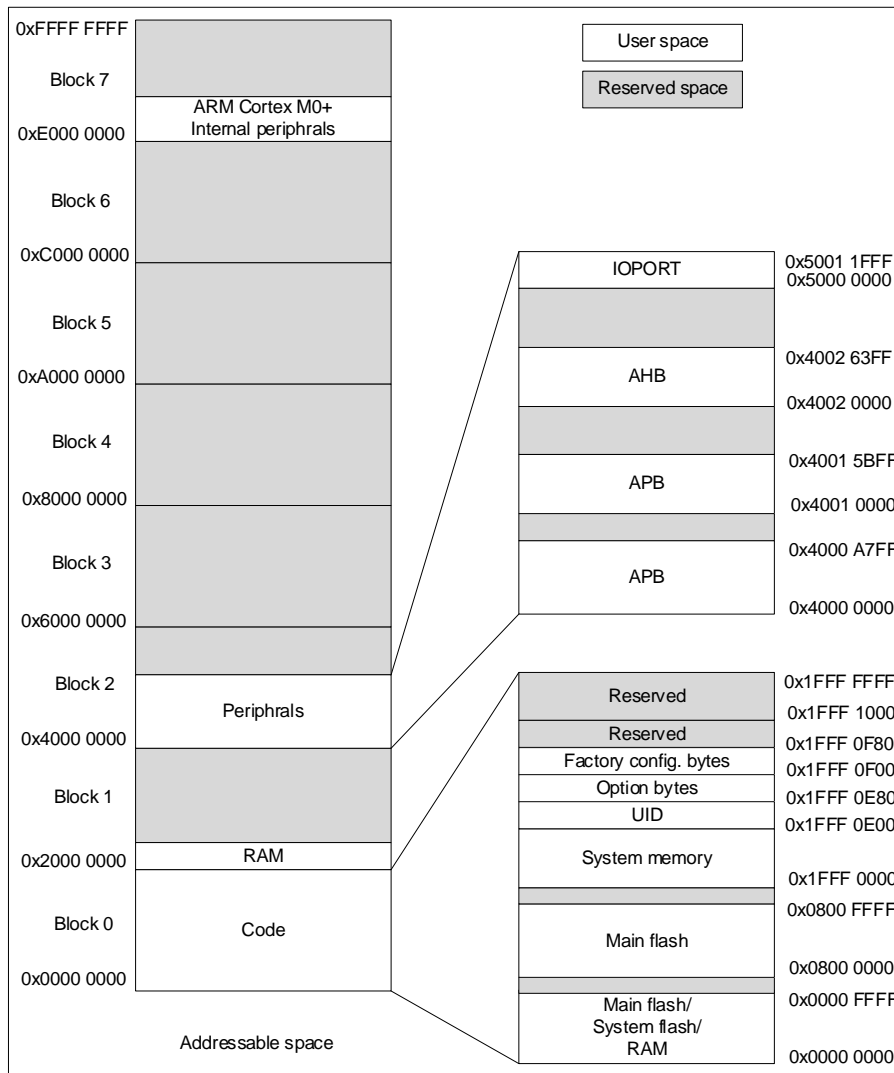 0xFFFF FFFF
Block 7
ARM Cortex M0+
Internal periphrals
0xE000 0000
Block 6
0xC000 0000
Block 5
0xA000 0000
Block 4
0x8000 0000
Block 3
0x6000 0000
Block 2
Periphrals
0x4000 0000
Block 1
0x2000 0000
RAM
Block 0
Code
0x0000 0000
Addressable space
User space
Reserved space
IOPORT
0x5001 1FFF
0x5000 0000
0x4002 63FF
AHB
0x4002 0000
0x4001 5BFF
APB
0x4001 0000
0x4000 A7FF
APB
0x4000 0000
0x1FFF FFFF
Reserved
0x1FFF 1000
Reserved
0x1FFF 0F80
Factory config. bytes
0x1FFF 0F00
Option bytes
0x1FFF 0E80
UID
0x1FFF 0E00
System memory
0x1FFF 0000
0x0800 FFFF
Main flash
0x0800 0000
0x0000 FFFF
Main flash/
System flash/
RAM
0x0000 0000